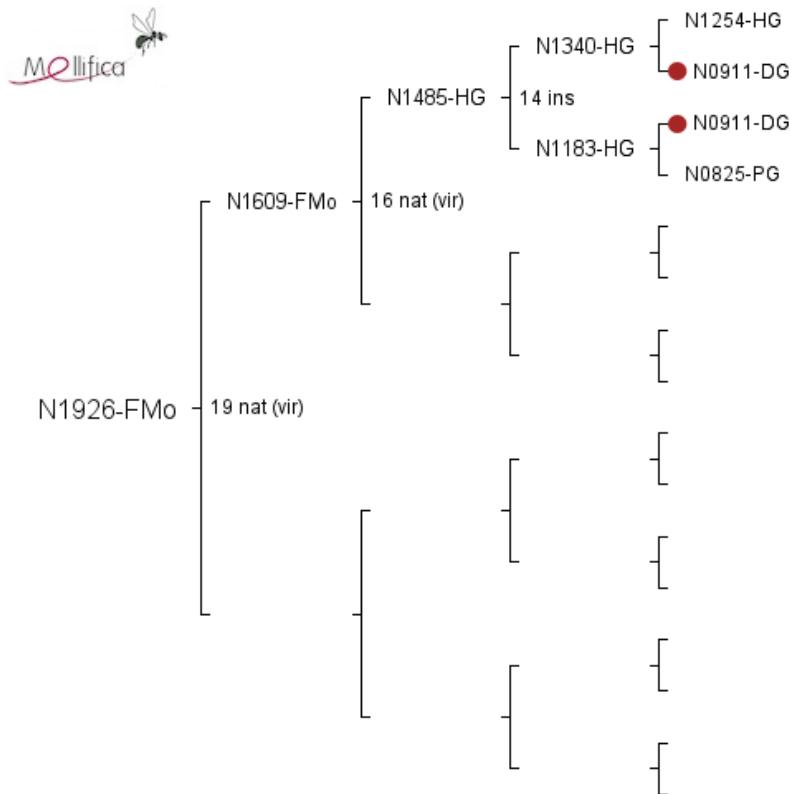 Mellifica
N1254-HG
N1340-HG
N0911-DG
N1485-HG
14 ins
N0911-DG
N1183-HG
N0825-PG
N1609-FMo
16 nat (vir)
N1926-FMo
19 nat (vir)